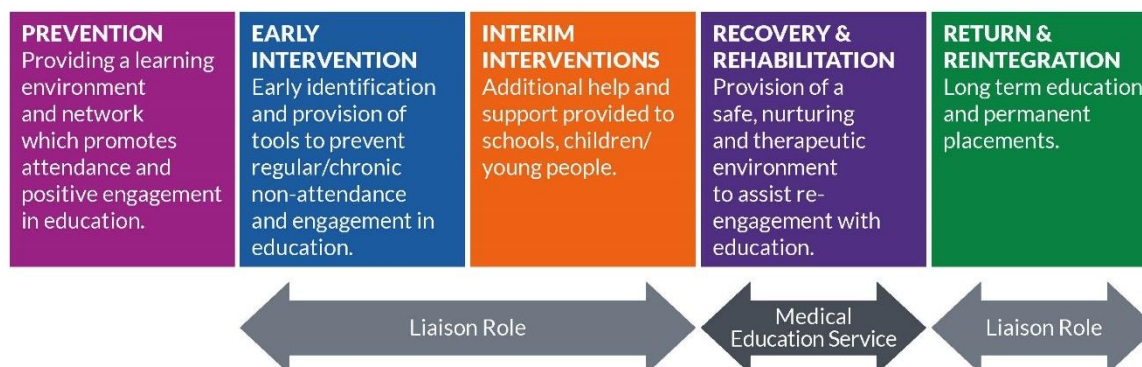 PREVENTION
Providing a learning
environment
and network
which promotes
attendance and
positive engagement
in education.
EARLY
INTERVENTION
Early identification
and provision of
tools to prevent
regular/chronic
non-attendance
and engagement in
education.
INTERIM
INTERVENTIONS
Additional help and
support provided to
schools, children/
young people.
RECOVERY &
REHABILITATION
Provision of a
safe, nurturing
and therapeutic
environment
to assist re-
engagement with
education.
RETURN &
REINTEGRATION
Long term education
and permanent
placements.
Liaison Role
Medical
Education Service
Liaison Role